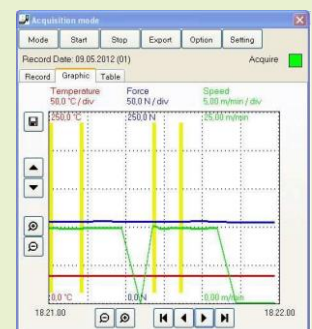 Acquisition mode
Mode Start Stop Export Option Setting
Record Date: 09.05.2012 (01) Acquire
Record Graphic Table
Temperature Force Speed
50,0 °C / div 50,0 N / div 5,00 m/min / div
250,0 °C 250,0 N 25,00 m/min
0,0 °C 0,0 N 0,00 m/min
18.21.00 18.22.00